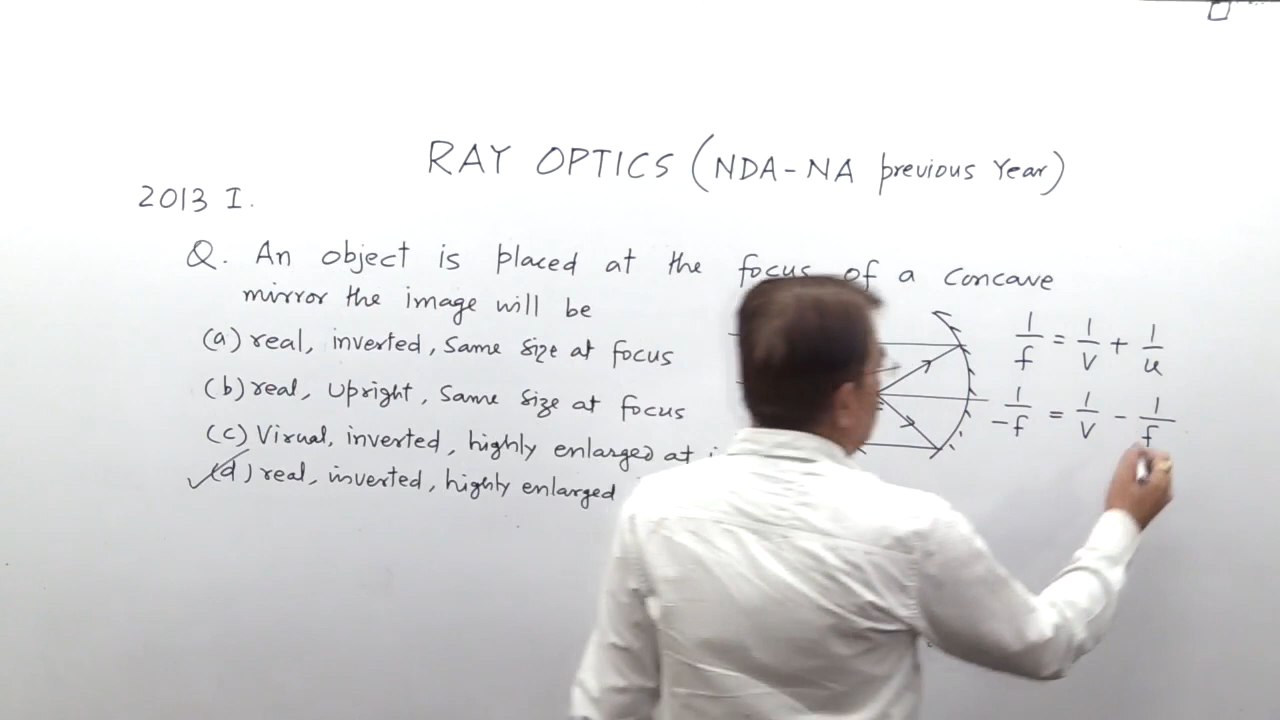 RAY OPTICS (NDA-NA previous Year)
2013 I.
Q. An object is placed at the focus of a concave
mirror the image will be
(a) real, inverted, Same size at focus
(b) real, Upright, Same size at focus
(c) Virual, inverted, highly enlarged at
(d) real, inverted, highly enlarged
1/f = 1/v + 1/u
1/-f = 1/v - 1/f